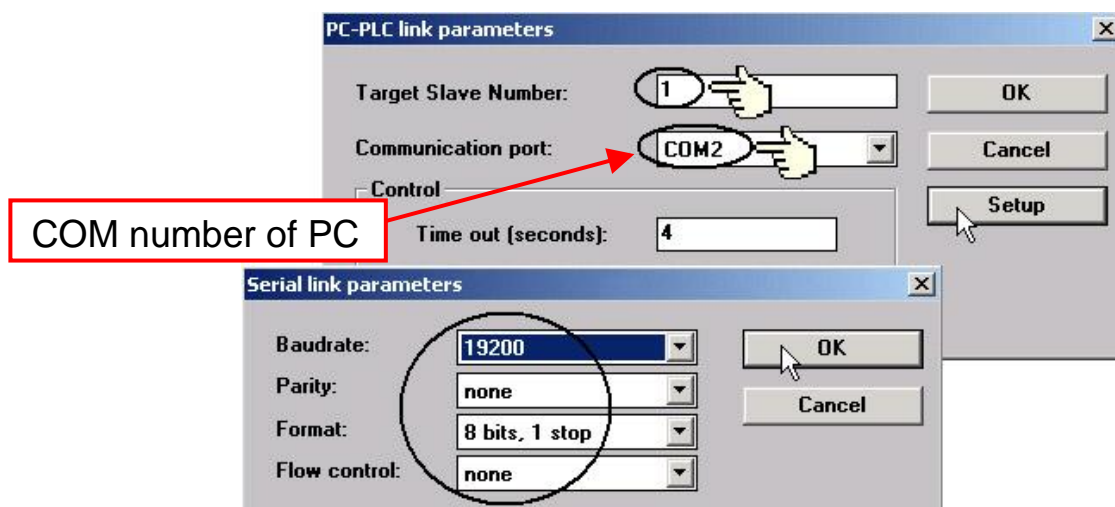 PC-PLC link parameters
Target Slave Number: 1 OK
Communication port: COM2 Cancel
Control Setup
COM number of PC
Time out (seconds): 4
Serial link parameters
Baudrate: 19200 OK
Parity: none Cancel
Format: 8 bits, 1 stop
Flow control: none